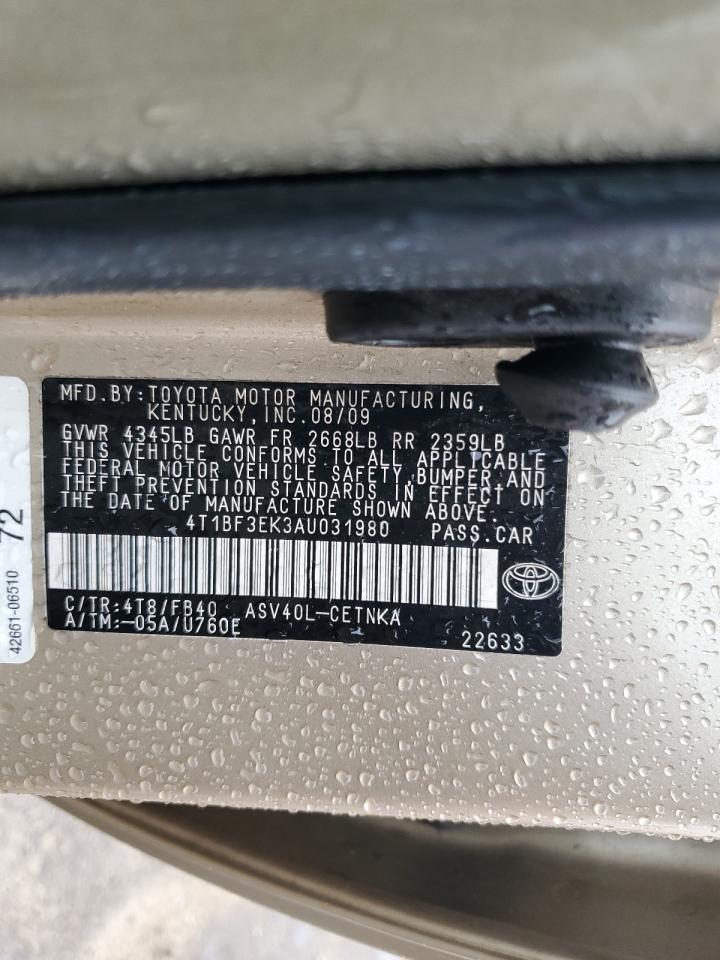 MFD. BY: TOYOTA MOTOR MANUFACTURING,
KENTUCKY, INC. 08/09
GVWR 4345LB GAWR FR 2668LB RR 2359LB
THIS VEHICLE CONFORMS TO ALL APPLICABLE
FEDERAL MOTOR VEHICLE SAFETY, BUMPER, AND
THEFT PREVENTION STANDARDS IN EFFECT ON
THE DATE OF MANUFACTURE SHOWN ABOVE.
4T1BF3EK3AU031980 PASS. CAR
C/TR: 4T8/FB40 ASV40L-CETNKA
A/TM: -05A/U760E
22633
72
42661-06510